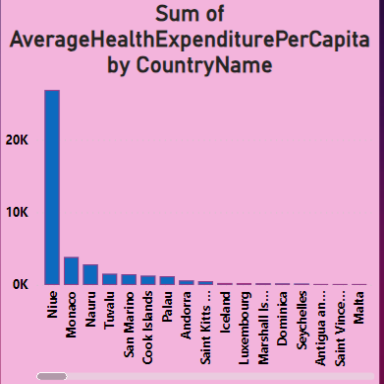 Sum of
AverageHealthExpenditurePerCapita
by CountryName
20K
10K
0K
Niue
Monaco
Nauru
Tuvalu
San Marino
Cook Islands
Palau
Andorra
Saint Kitts ...
Iceland
Luxembourg
Marshall Is...
Dominica
Seychelles
Antigua an...
Saint Vince...
Malta